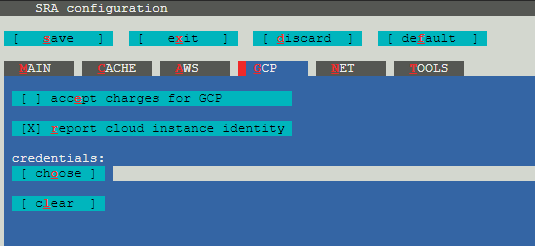 SRA configuration
[ save ] [ exit ] [ discard ] [ default ]
MAIN CACHE AWS GCP NET TOOLS
[ ] accept charges for GCP
[X] report cloud instance identity
credentials:
[ choose ]
[ clear ]